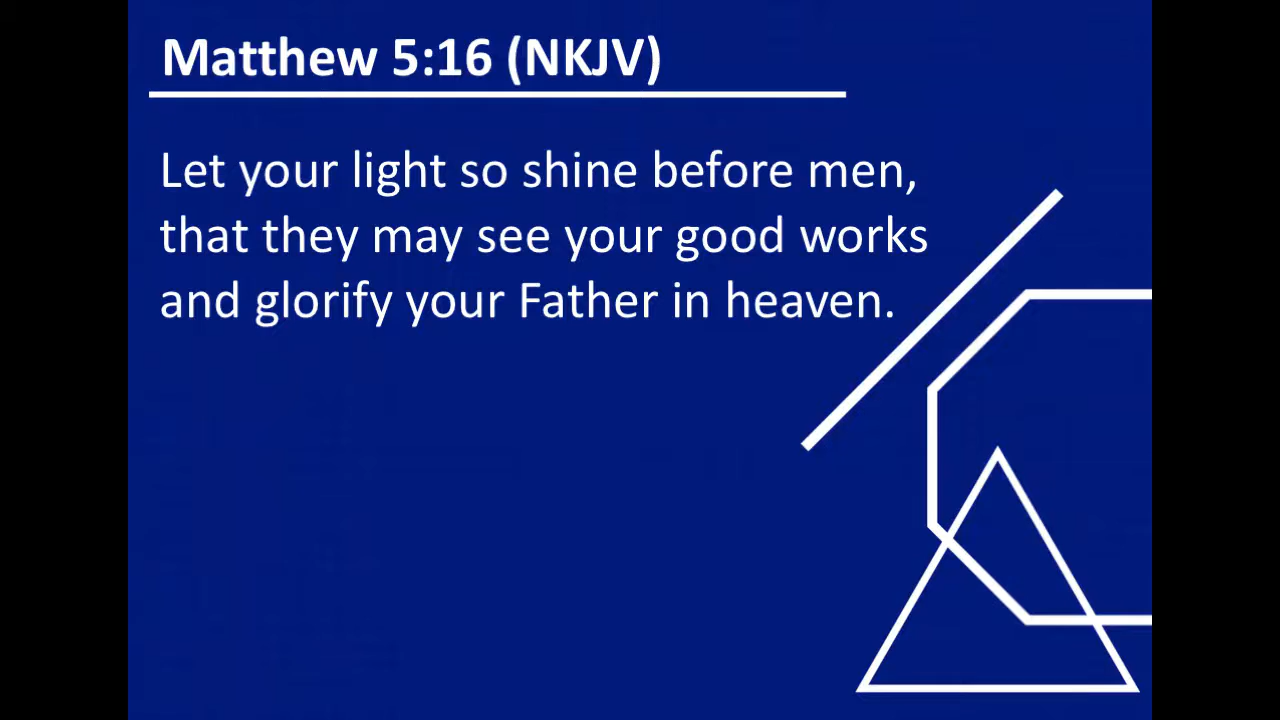 Matthew 5:16 (NKJV)
Let your light so shine before men,
that they may see your good works
and glorify your Father in heaven.